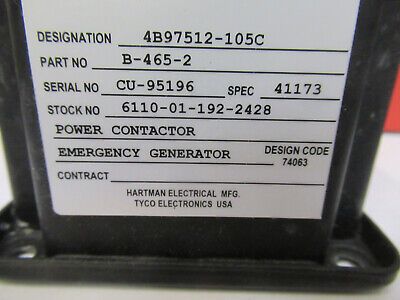 DESIGNATION 4B97512-105C
PART NO B-465-2
SERIAL NO CU-95196 SPEC 41173
STOCK NO 6110-01-192-2428
POWER CONTACTOR
EMERGENCY GENERATOR DESIGN CODE
74063
CONTRACT
HARTMAN ELECTRICAL MFG.
TYCO ELECTRONICS USA